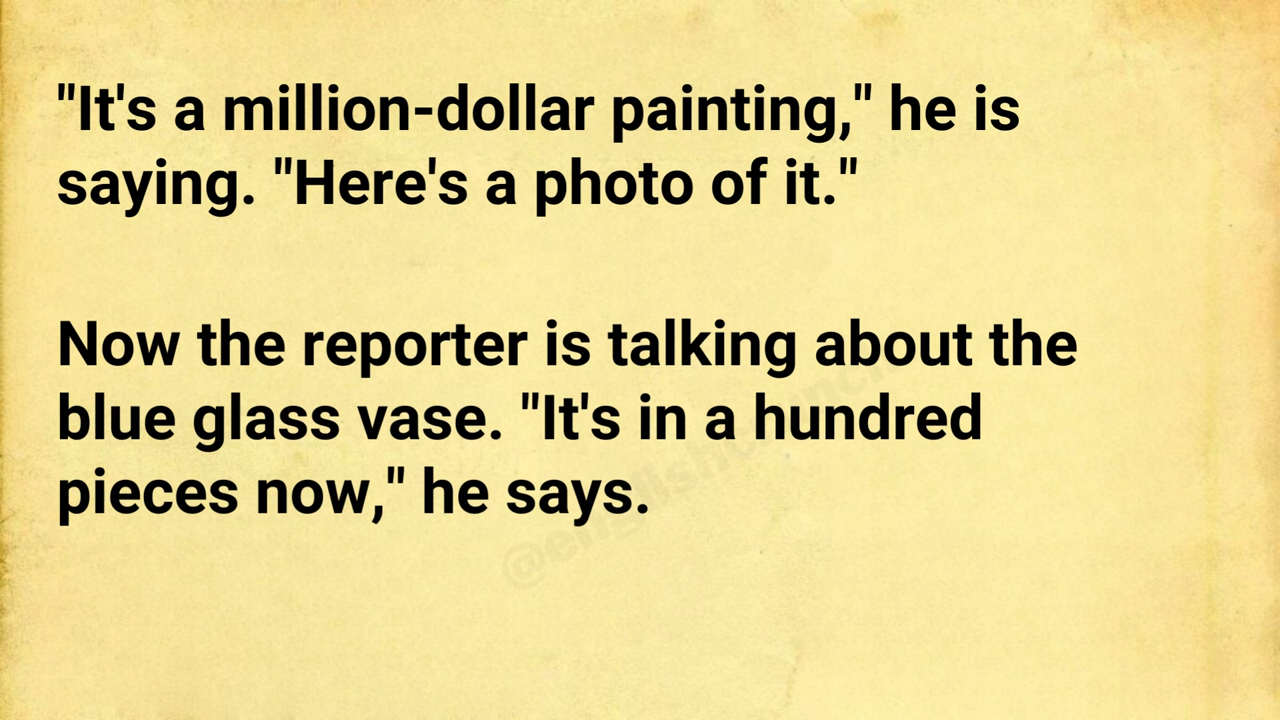 "It's a million-dollar painting," he is
saying. "Here's a photo of it."
Now the reporter is talking about the
blue glass vase. "It's in a hundred
pieces now," he says.